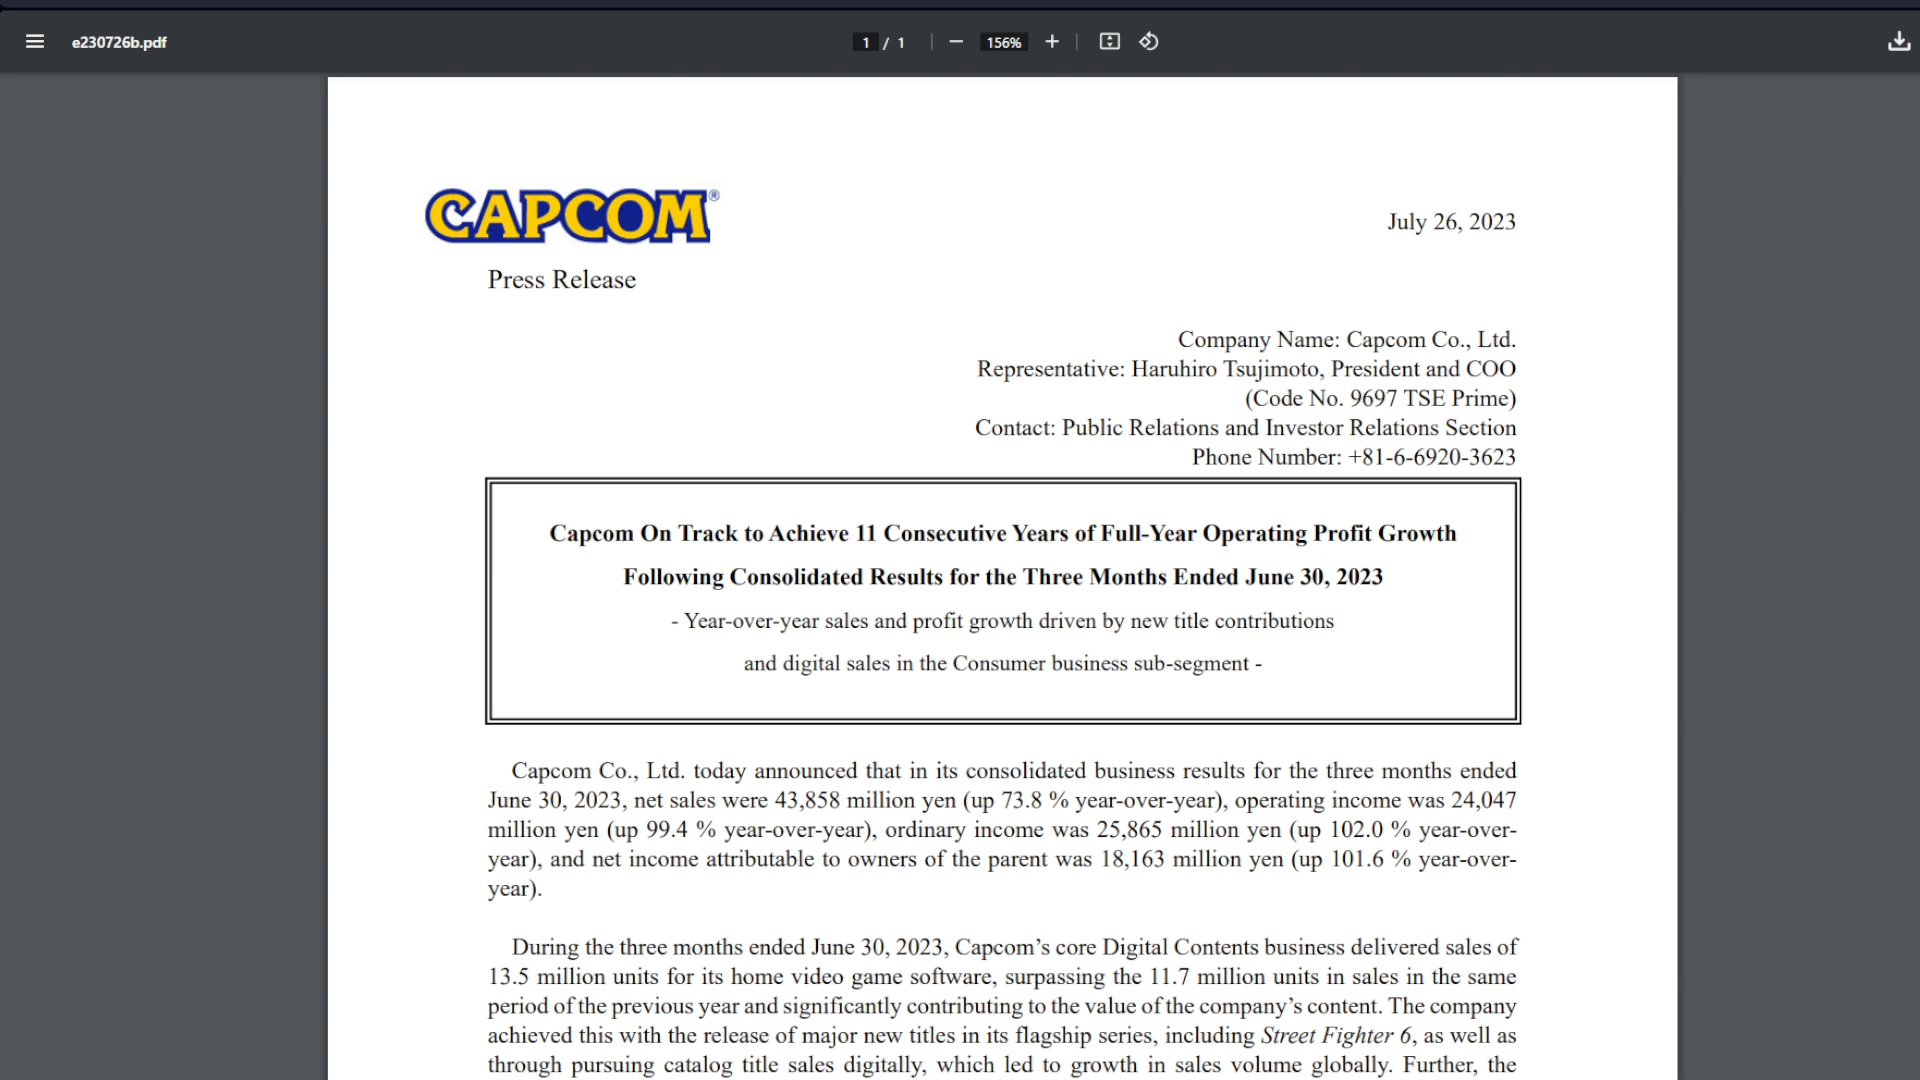 e230726b.pdf
1 / 1
156%
CAPCOM®
July 26, 2023
Press Release
Company Name: Capcom Co., Ltd.
Representative: Haruhiro Tsujimoto, President and COO
(Code No. 9697 TSE Prime)
Contact: Public Relations and Investor Relations Section
Phone Number: +81-6-6920-3623
Capcom On Track to Achieve 11 Consecutive Years of Full-Year Operating Profit Growth
Following Consolidated Results for the Three Months Ended June 30, 2023
- Year-over-year sales and profit growth driven by new title contributions
and digital sales in the Consumer business sub-segment -
Capcom Co., Ltd. today announced that in its consolidated business results for the three months ended
June 30, 2023, net sales were 43,858 million yen (up 73.8 % year-over-year), operating income was 24,047
million yen (up 99.4 % year-over-year), ordinary income was 25,865 million yen (up 102.0 % year-over-
year), and net income attributable to owners of the parent was 18,163 million yen (up 101.6 % year-over-
year).
During the three months ended June 30, 2023, Capcom’s core Digital Contents business delivered sales of
13.5 million units for its home video game software, surpassing the 11.7 million units in sales in the same
period of the previous year and significantly contributing to the value of the company’s content. The company
achieved this with the release of major new titles in its flagship series, including Street Fighter 6, as well as
through pursuing catalog title sales digitally, which led to growth in sales volume globally. Further, the